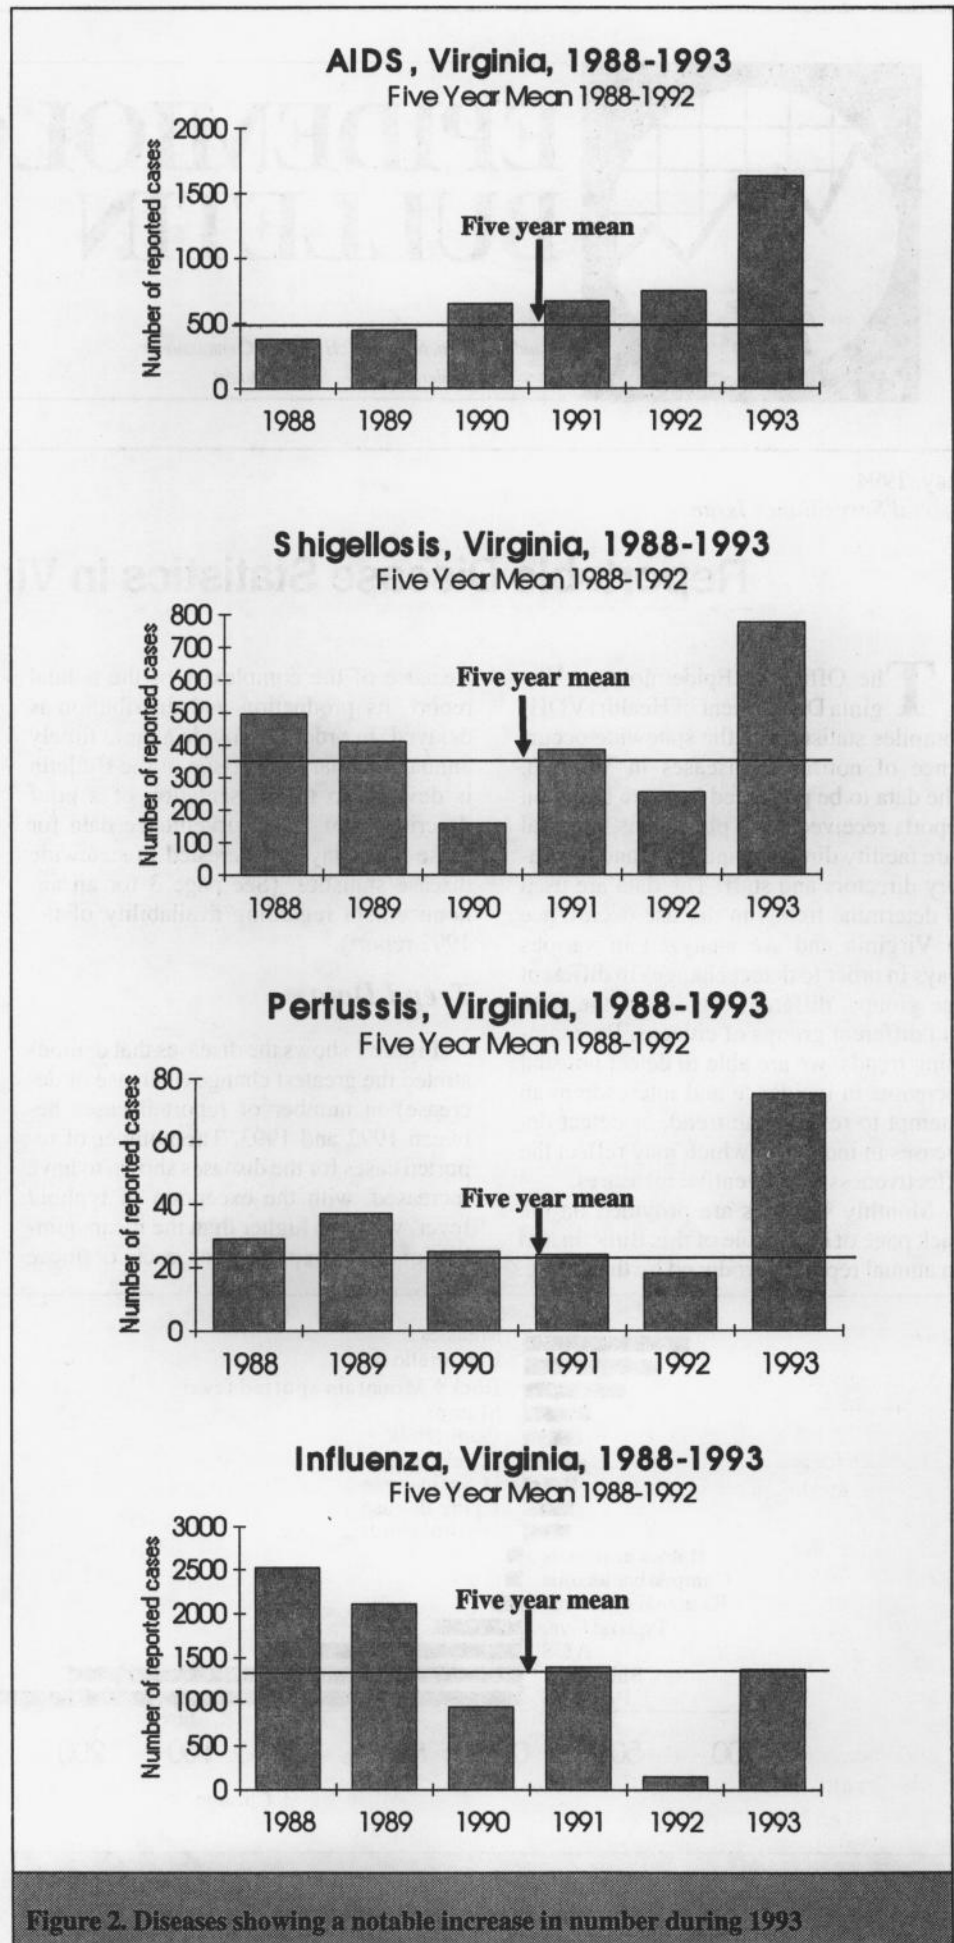 AIDS, Virginia, 1988-1993
Five Year Mean 1988-1992
Number of reported cases
2000
1500
1000
500
0
Five year mean
1988 1989 1990 1991 1992 1993
Shigellosis, Virginia, 1988-1993
Five Year Mean 1988-1992
Number of reported cases
800
700
600
500
400
300
200
100
0
Five year mean
1988 1989 1990 1991 1992 1993
Pertussis, Virginia, 1988-1993
Five Year Mean 1988-1992
Number of reported cases
80
60
40
20
0
Five year mean
1988 1989 1990 1991 1992 1993
Influenza, Virginia, 1988-1993
Five Year Mean 1988-1992
Number of reported cases
3000
2500
2000
1500
1000
500
0
Five year mean
1988 1989 1990 1991 1992 1993
Figure 2. Diseases showing a notable increase in number during 1993